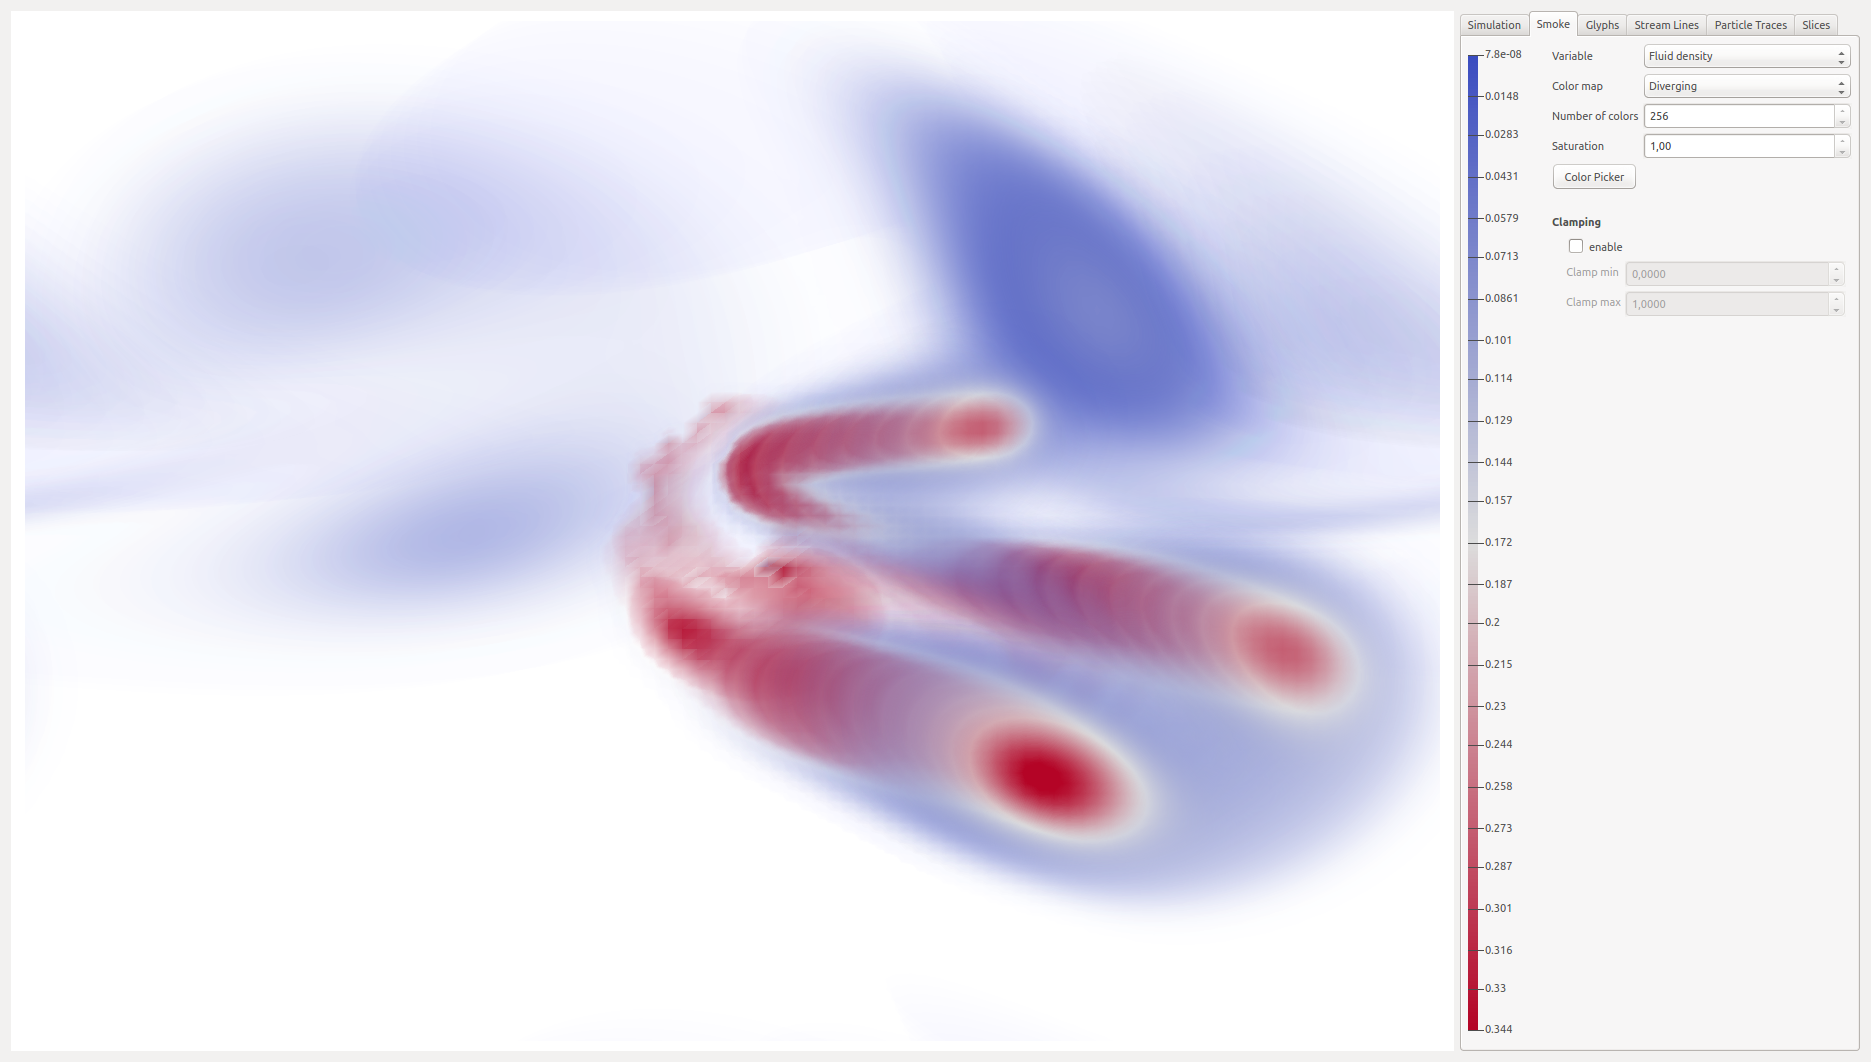 Simulation Smoke Glyphs Stream Lines Particle Traces Slices
7.8e-08
0.0148
0.0283
0.0431
0.0579
0.0713
0.0861
0.101
0.114
0.129
0.144
0.157
0.172
0.187
0.2
0.215
0.23
0.244
0.258
0.273
0.287
0.301
0.316
0.33
0.344
Variable Fluid density
Color map Diverging
Number of colors 256
Saturation 1,00
Color Picker
Clamping
enable
Clamp min 0,0000
Clamp max 1,0000